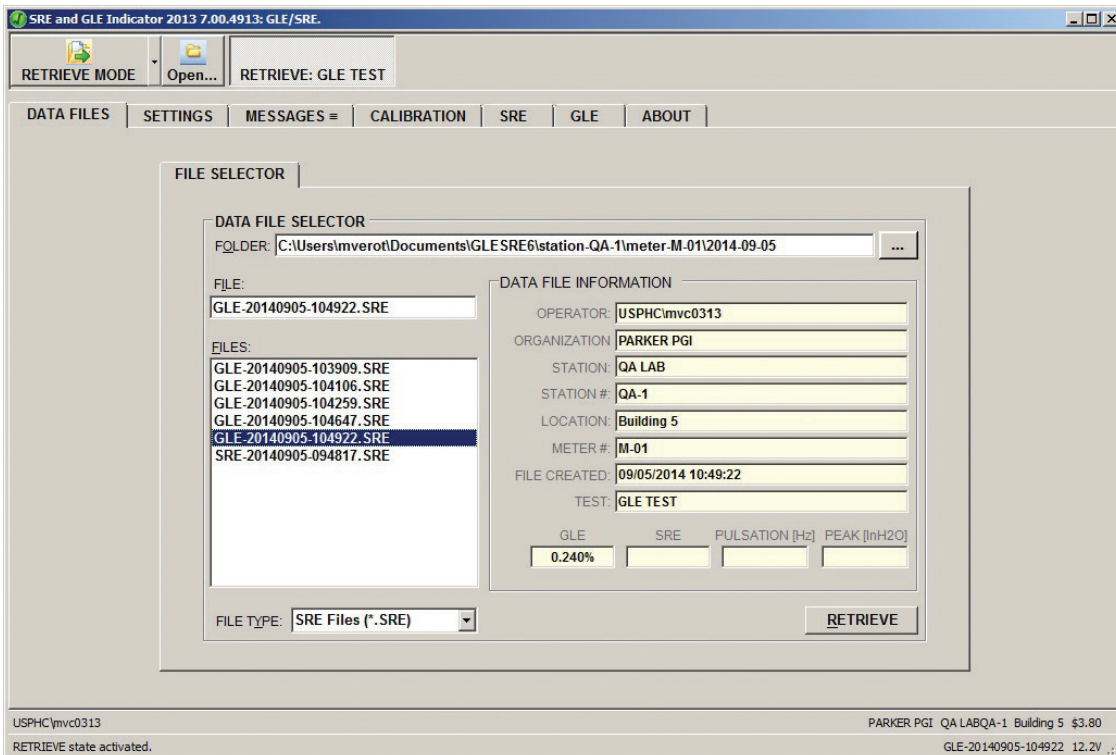 SRE and GLE Indicator 2013 7.00.4913: GLE/SRE.
RETRIEVE MODE Open... RETRIEVE: GLE TEST
DATA FILES SETTINGS MESSAGES ≡ CALIBRATION SRE GLE ABOUT
FILE SELECTOR
DATA FILE SELECTOR
FOLDER: C:\Users\mverot\Documents\GLESRE6\station-QA-1\meter-M-01\2014-09-05 ...
FILE:
GLE-20140905-104922.SRE
FILES:
GLE-20140905-103909.SRE
GLE-20140905-104106.SRE
GLE-20140905-104259.SRE
GLE-20140905-104647.SRE
GLE-20140905-104922.SRE
SRE-20140905-094817.SRE
FILE TYPE: SRE Files (*.SRE)
DATA FILE INFORMATION
OPERATOR: USPHC\mvc0313
ORGANIZATION PARKER PGI
STATION: QA LAB
STATION #: QA-1
LOCATION: Building 5
METER #: M-01
FILE CREATED: 09/05/2014 10:49:22
TEST: GLE TEST
GLE SRE PULSATION [Hz] PEAK [InH2O]
0.240%
RETRIEVE
USPHC\mvc0313 PARKER PGI QA LABQA-1 Building 5 $3.80
RETRIEVE state activated. GLE-20140905-104922 12.2V